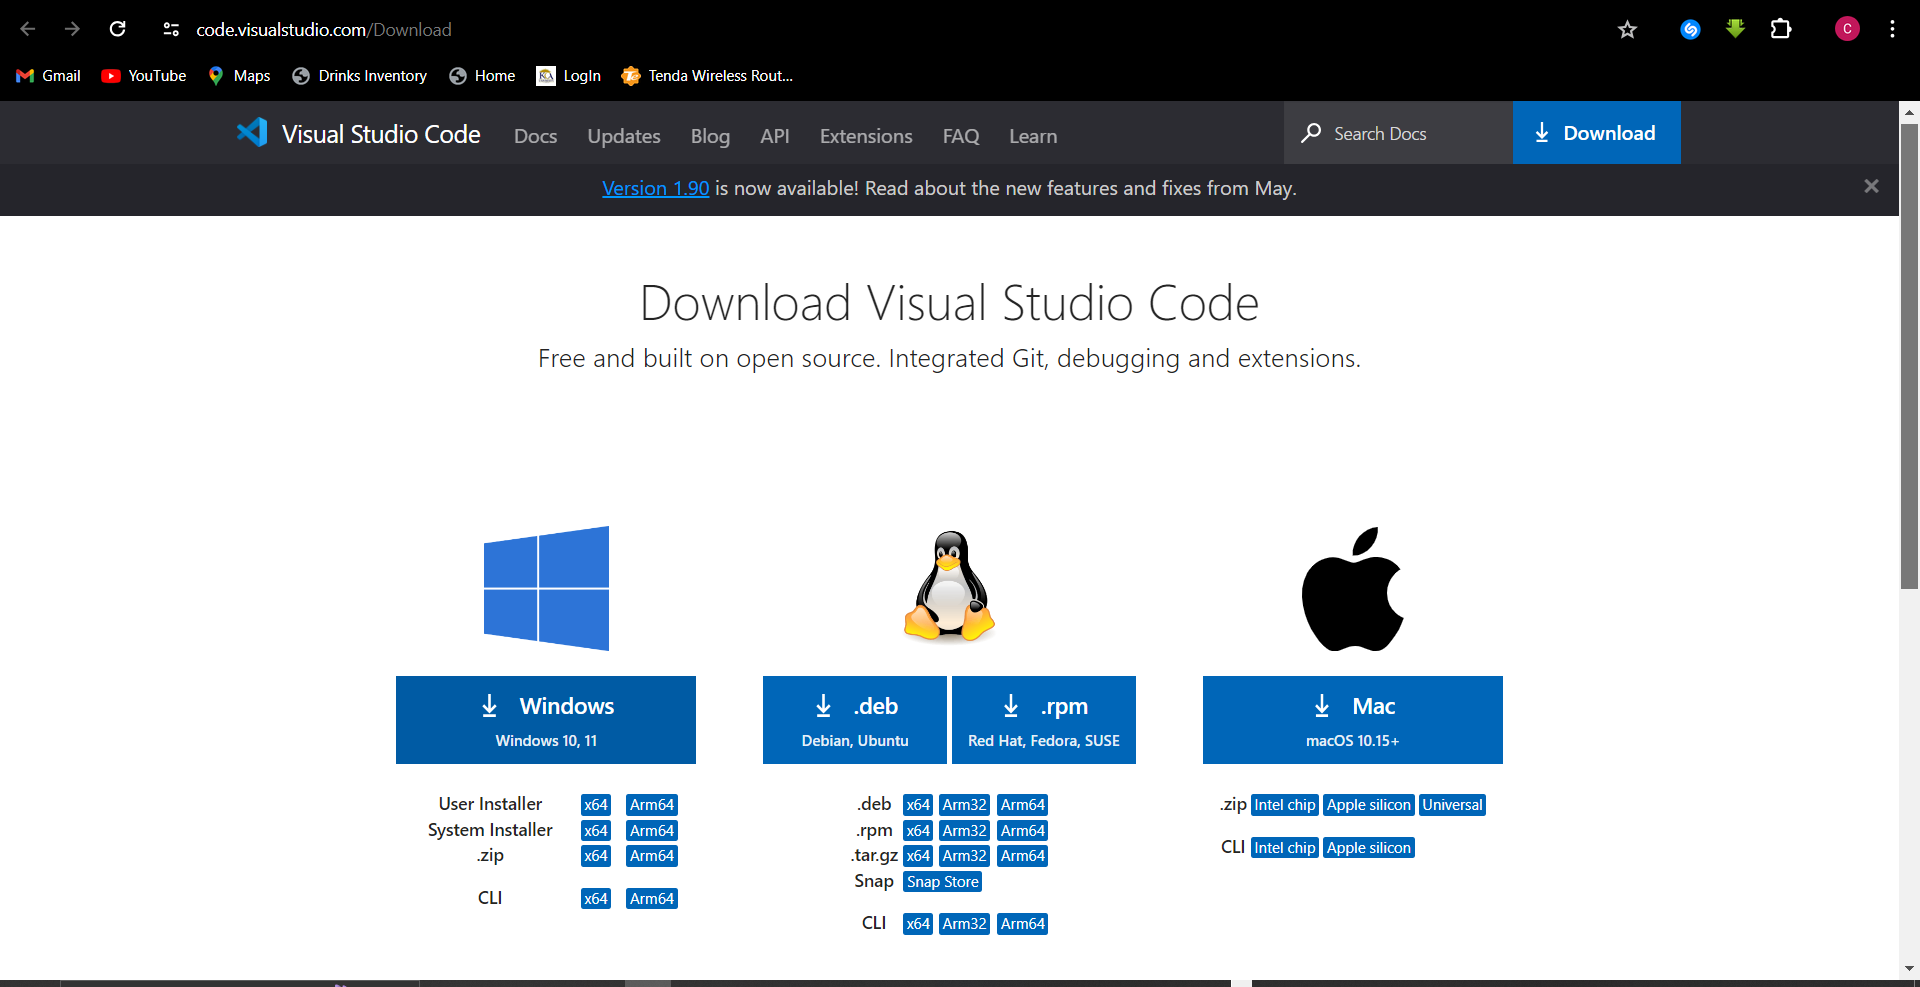 code.visualstudio.com/Download
C
Gmail YouTube Maps Drinks Inventory Home LogIn Tenda Wireless Rout...
Visual Studio Code Docs Updates Blog API Extensions FAQ Learn Search Docs Download
Version 1.90 is now available! Read about the new features and fixes from May.
Download Visual Studio Code
Free and built on open source. Integrated Git, debugging and extensions.
Windows
Windows 10, 11
User Installer x64 Arm64
System Installer x64 Arm64
.zip x64 Arm64
CLI x64 Arm64
.deb
Debian, Ubuntu
.rpm
Red Hat, Fedora, SUSE
.deb x64 Arm32 Arm64
.rpm x64 Arm32 Arm64
.tar.gz x64 Arm32 Arm64
Snap Snap Store
CLI x64 Arm32 Arm64
Mac
macOS 10.15+
.zip Intel chip Apple silicon Universal
CLI Intel chip Apple silicon